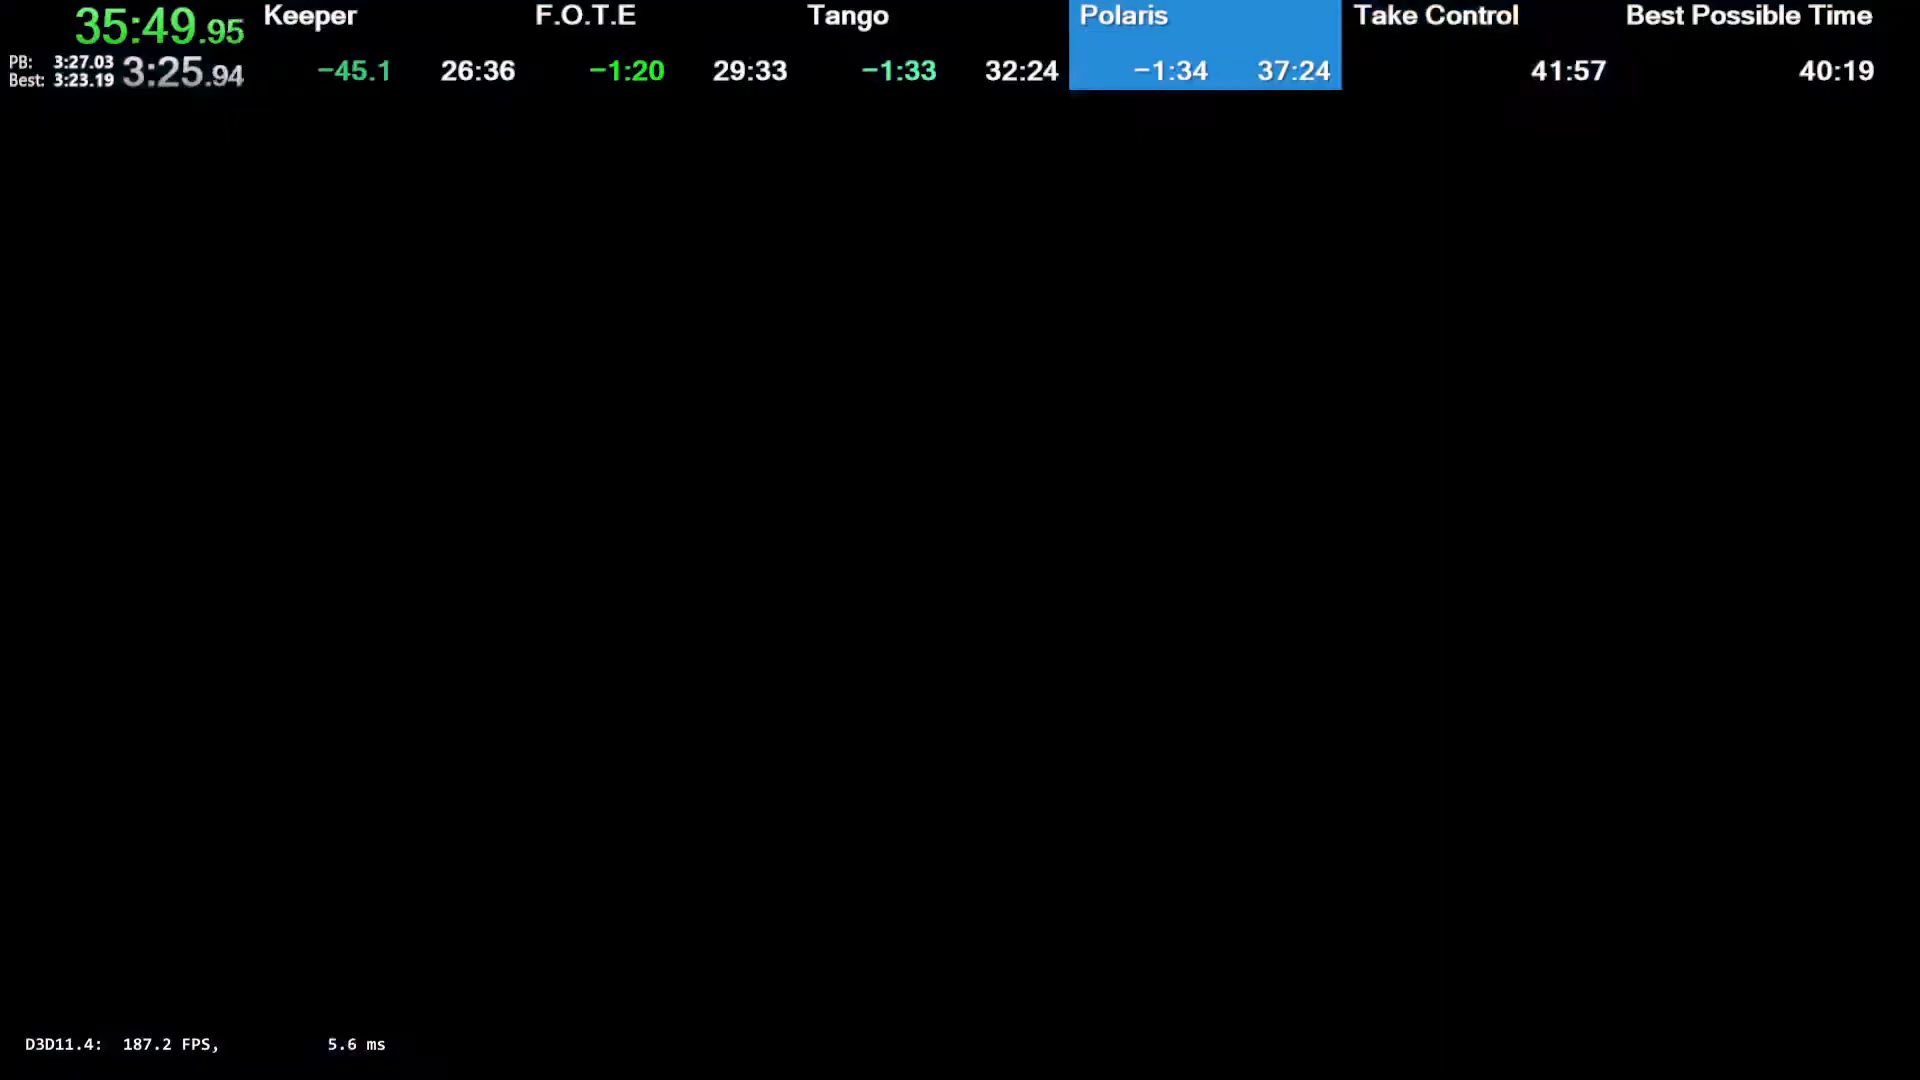 35:49.95
PB: 3:27.03
Best: 3:23.19
3:25.94
Keeper
−45.1 26:36
F.O.T.E
−1:20 29:33
Tango
−1:33 32:24
Polaris
−1:34 37:24
Take Control
41:57
Best Possible Time
40:19
D3D11.4: 187.2 FPS, 5.6 ms